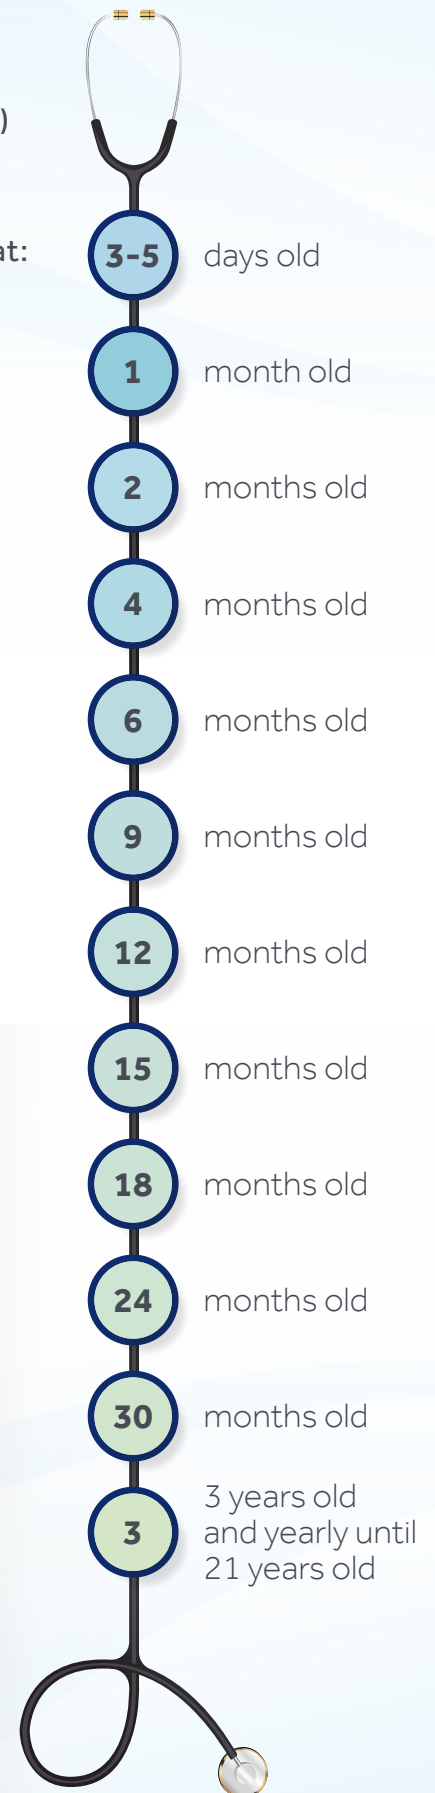 )
at:
3-5 days old
1 month old
2 months old
4 months old
6 months old
9 months old
12 months old
15 months old
18 months old
24 months old
30 months old
3
3 years old
and yearly until
21 years old